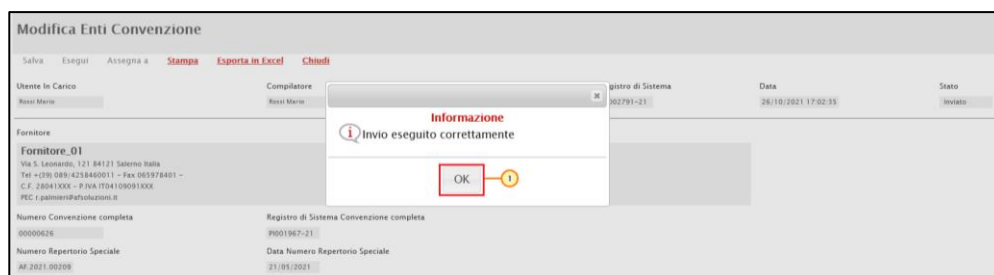 Modifica Enti Convenzione
Salva Esegui Assegna a Stampa Esporta in Excel Chiudi
Utente In Carico Compilatore gistro di Sistema Data Stato
Rossi Mario Rossi Mario 002791-21 26/10/2021 17:02:35 Inviato
Informazione
Invio eseguito correttamente
OK 1
Fornitore
Fornitore_01
Via S. Leonardo, 121 84121 Salerno Italia
Tel +(39) 089/4258460011 - Fax 065978401 -
C.F. 28041XXX - P.IVA IT04109091XXX
PEC r.palmieri@afsoluzioni.it
Numero Convenzione completa Registro di Sistema Convenzione completa
00000626 PI001967-21
Numero Repertorio Speciale Data Numero Repertorio Speciale
AF.2021.00209 21/05/2021